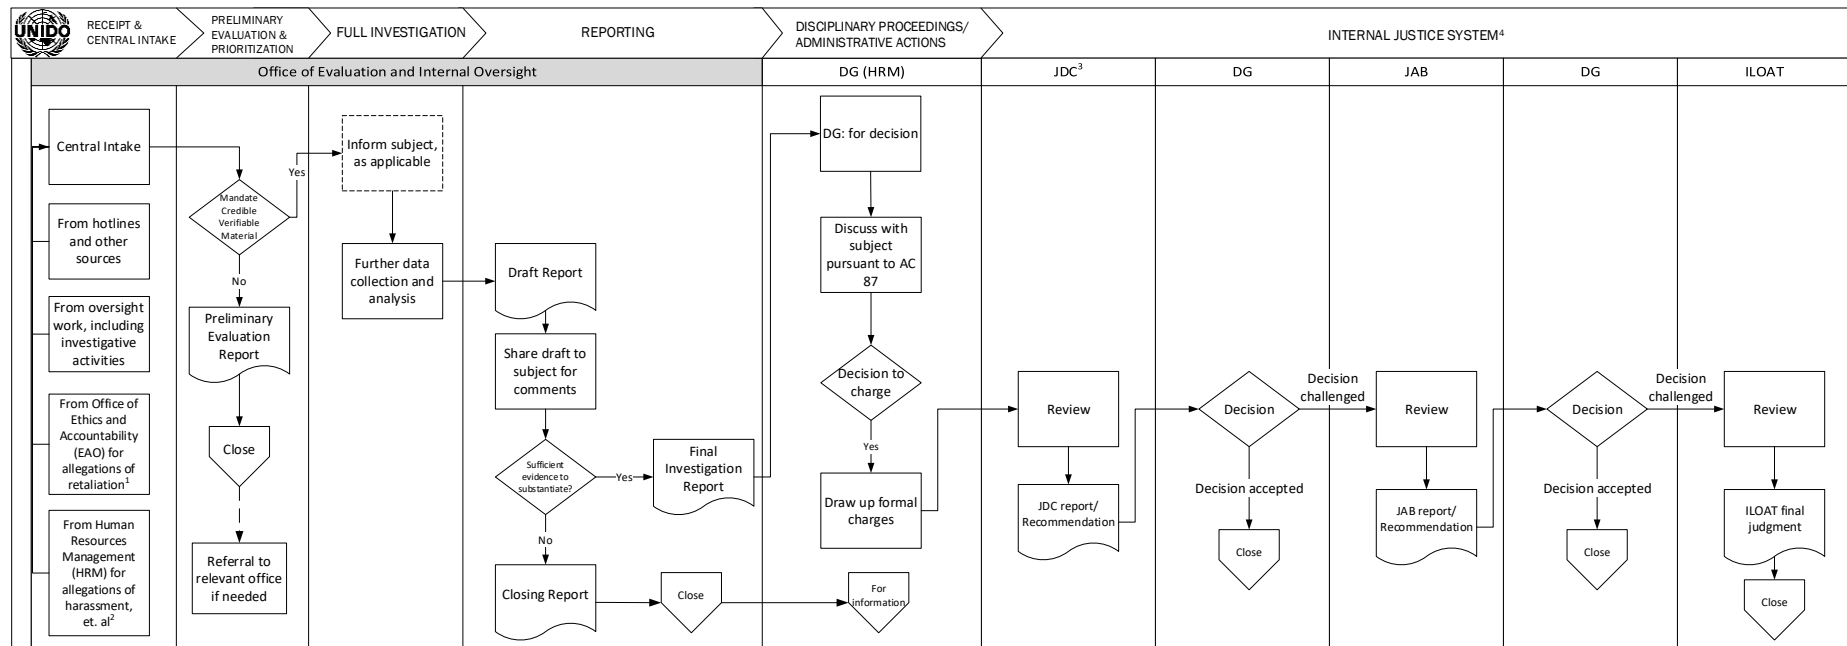 UNIDO
RECEIPT &
CENTRAL INTAKE
PRELIMINARY
EVALUATION &
PRIORITIZATION
FULL INVESTIGATION
REPORTING
DISCIPLINARY PROCEEDINGS/
ADMINISTRATIVE ACTIONS
INTERNAL JUSTICE SYSTEM⁴
Office of Evaluation and Internal Oversight
DG (HRM)
JDC³
DG
JAB
DG
ILOAT
Central Intake
From hotlines
and other
sources
From oversight
work, including
investigative
activities
From Office of
Ethics and
Accountability
(EAO) for
allegations of
retaliation¹
From Human
Resources
Management
(HRM) for
allegations of
harassment,
et. al²
Mandate
Credible
Verifiable
Material
Yes
No
Preliminary
Evaluation
Report
Close
Referral to
relevant office
if needed
Inform subject,
as applicable
Further data
collection and
analysis
Draft Report
Share draft to
subject for
comments
Sufficient
evidence to
substantiate?
Yes
No
Final
Investigation
Report
Closing Report
Close
For
information
DG: for decision
Discuss with
subject
pursuant to AC
87
Decision to
charge
Yes
Draw up formal
charges
Review
JDC report/
Recommendation
Decision
Decision
challenged
Decision accepted
Close
Review
JAB report/
Recommendation
Decision
Decision
challenged
Decision accepted
Close
Review
ILOAT final
judgment
Close